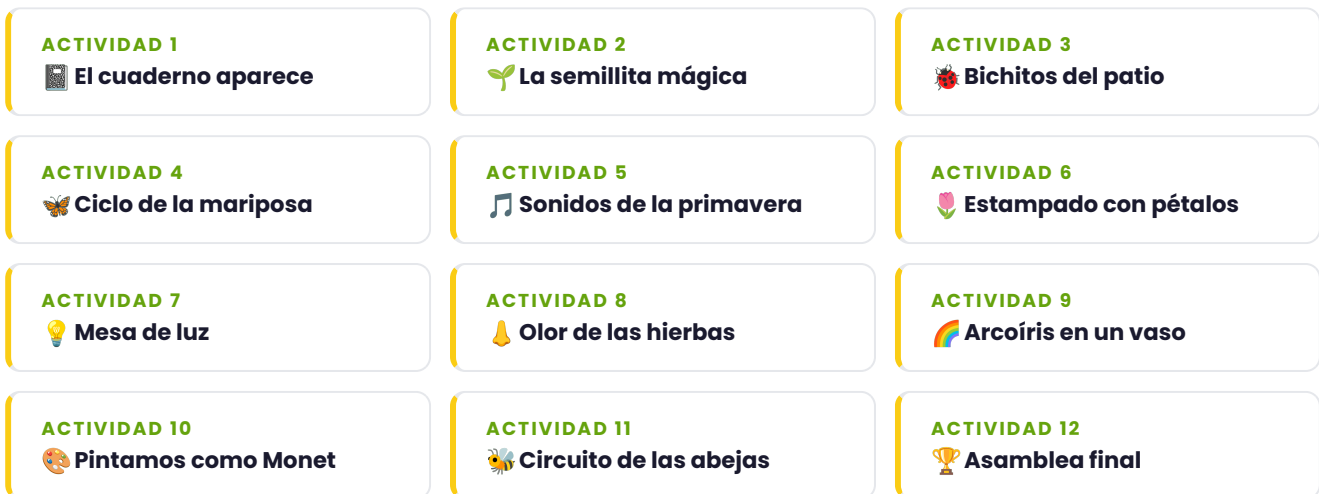 ACTIVIDAD 1
El cuaderno aparece
ACTIVIDAD 2
La semillita mágica
ACTIVIDAD 3
Bichitos del patio
ACTIVIDAD 4
Ciclo de la mariposa
ACTIVIDAD 5
Sonidos de la primavera
ACTIVIDAD 6
Estampado con pétalos
ACTIVIDAD 7
Mesa de luz
ACTIVIDAD 8
Olor de las hierbas
ACTIVIDAD 9
Arcoíris en un vaso
ACTIVIDAD 10
Pintamos como Monet
ACTIVIDAD 11
Circuito de las abejas
ACTIVIDAD 12
Asamblea final